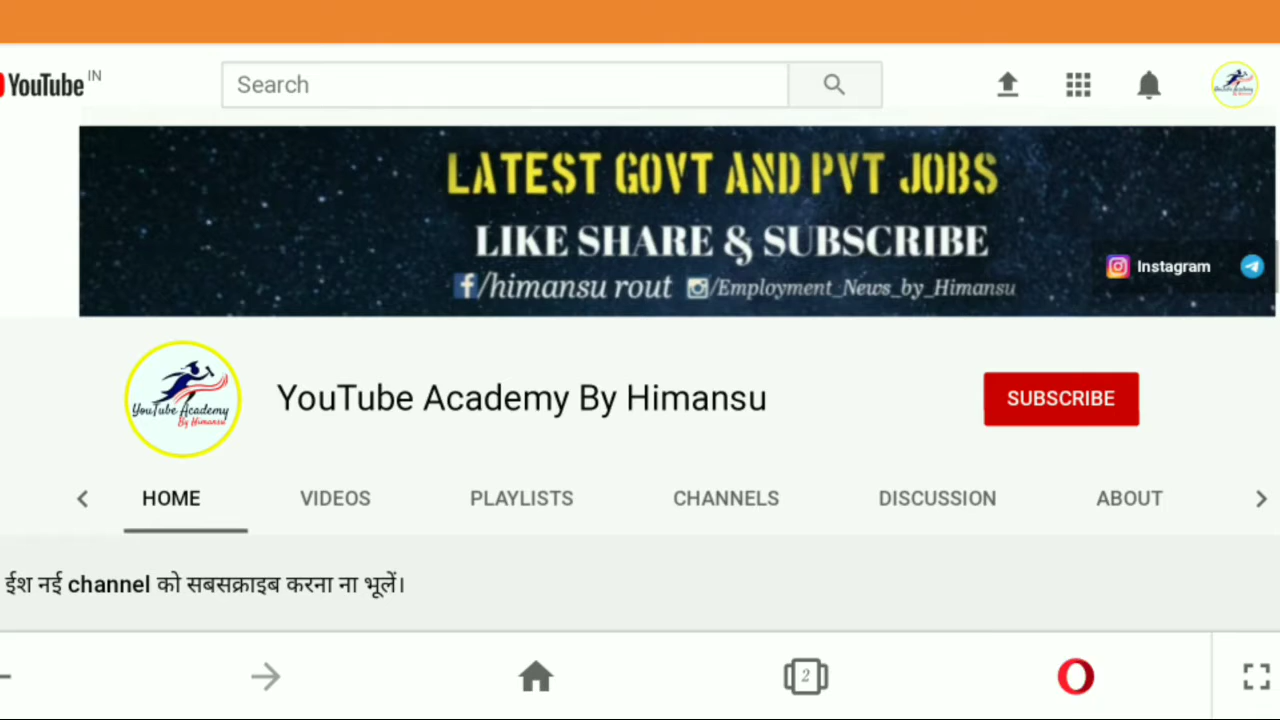 YouTube IN
Search
LATEST GOVT AND PVT JOBS
LIKE SHARE & SUBSCRIBE
/himansu rout /Employment_News_by_Himansu
Instagram
YouTube Academy
By Himansu
YouTube Academy By Himansu
SUBSCRIBE
HOME VIDEOS PLAYLISTS CHANNELS DISCUSSION ABOUT
ईश नई channel को सबसक्राइब करना ना भूलें।
2